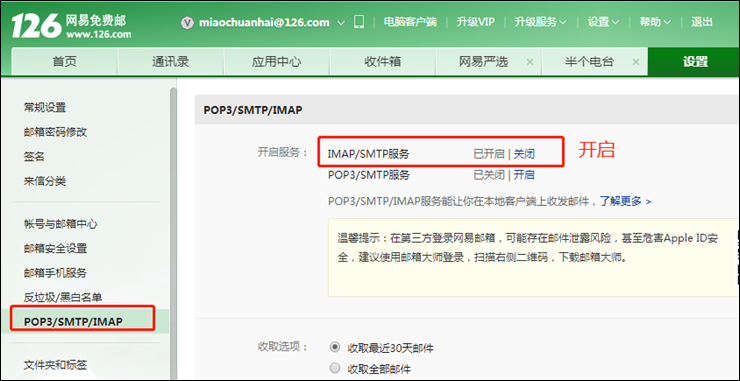 126 网易免费邮
www.126.com
miaochuanhai@126.com 电脑客户端 | 升级VIP | 升级服务 | 设置 | 帮助 | 退出
首页 通讯录 应用中心 收件箱 网易严选 × 半个电台 × 设置
常规设置
邮箱密码修改
签名
来信分类
帐号与邮箱中心
邮箱安全设置
邮箱手机服务
反垃圾/黑白名单
POP3/SMTP/IMAP
文件夹和标签
POP3/SMTP/IMAP
开启服务： IMAP/SMTP服务 已开启 | 关闭 开启
POP3/SMTP服务 已关闭 | 开启
POP3/SMTP/IMAP服务能让你在本地客户端上收发邮件，了解更多 >
温馨提示：在第三方登录网易邮箱，可能存在邮件泄露风险，甚至危害Apple ID安
全，建议使用邮箱大师登录，扫描右侧二维码，下载邮箱大师。
收取选项： 收取最近30天邮件
收取全部邮件